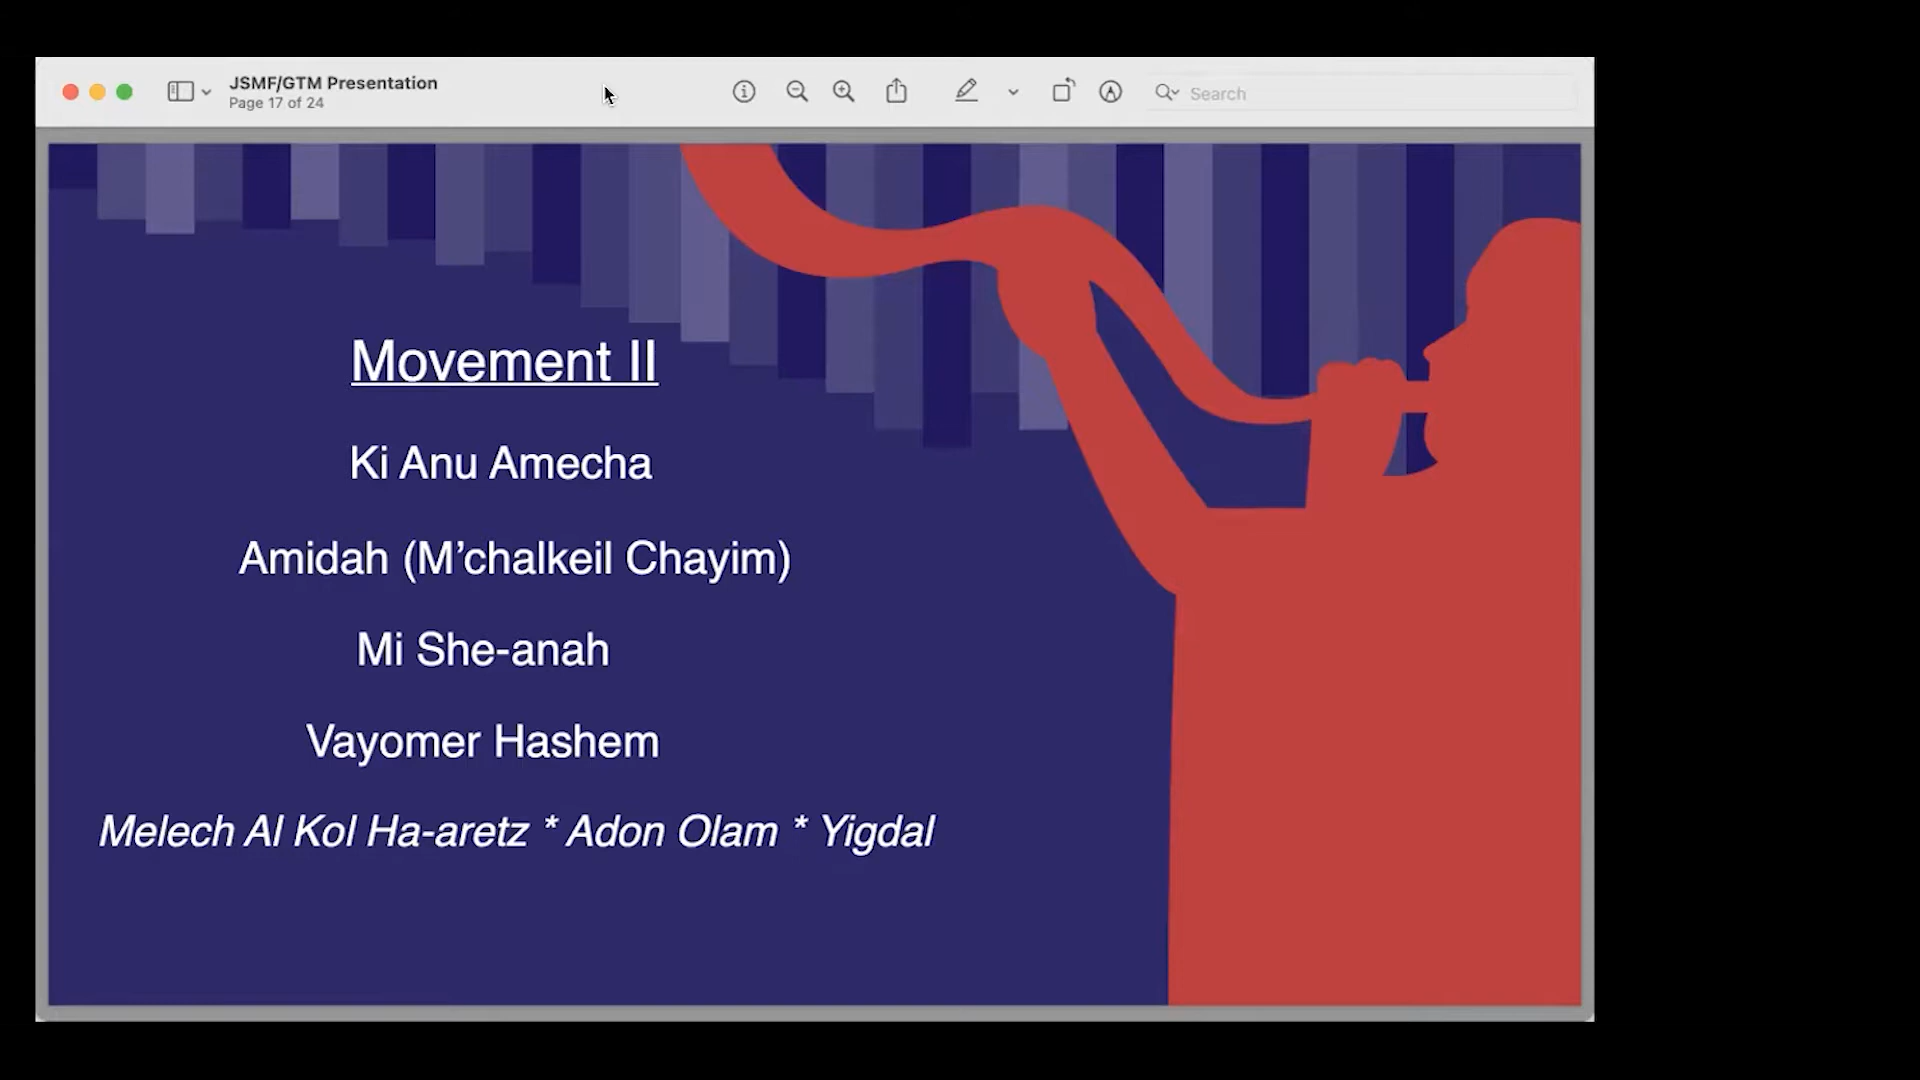 JSMF/GTM Presentation
Page 17 of 24
Search
Movement II
Ki Anu Amecha
Amidah (M’chalkeil Chayim)
Mi She-anah
Vayomer Hashem
Melech Al Kol Ha-aretz * Adon Olam * Yigdal